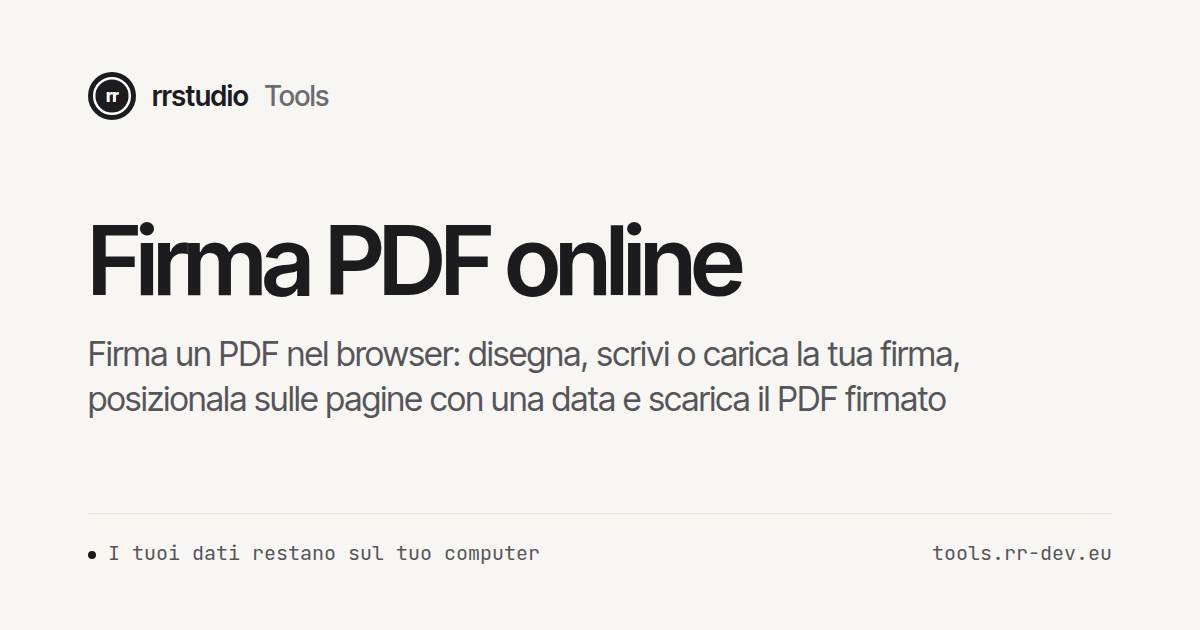 rr
rrstudio Tools
Firma PDF online
Firma un PDF nel browser: disegna, scrivi o carica la tua firma,
posizionala sulle pagine con una data e scarica il PDF firmato
I tuoi dati restano sul tuo computer
tools.rr-dev.eu